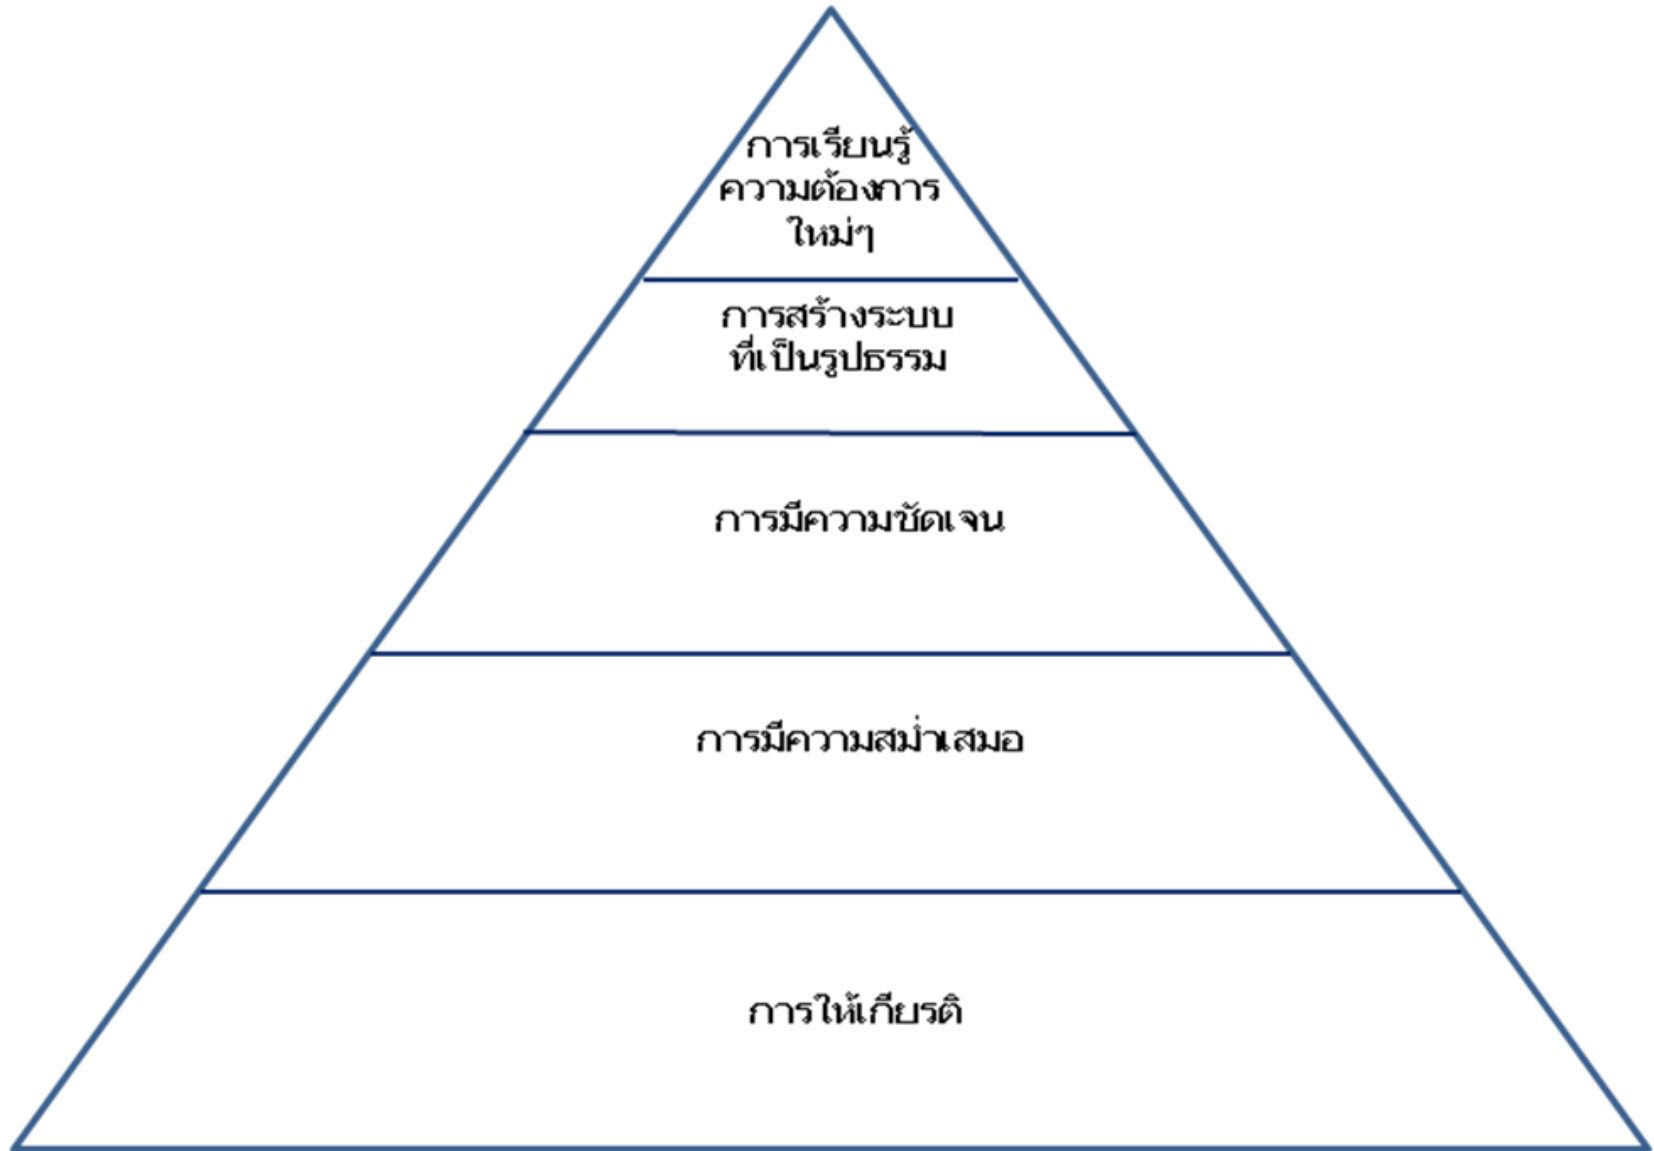 การเรียนรู้
ความต้องการ
ใหม่ๆ
การสร้างระบบ
ที่เป็นรูปธรรม
การมีความชัดเจน
การมีความสม่ำเสมอ
การให้เกียรติ